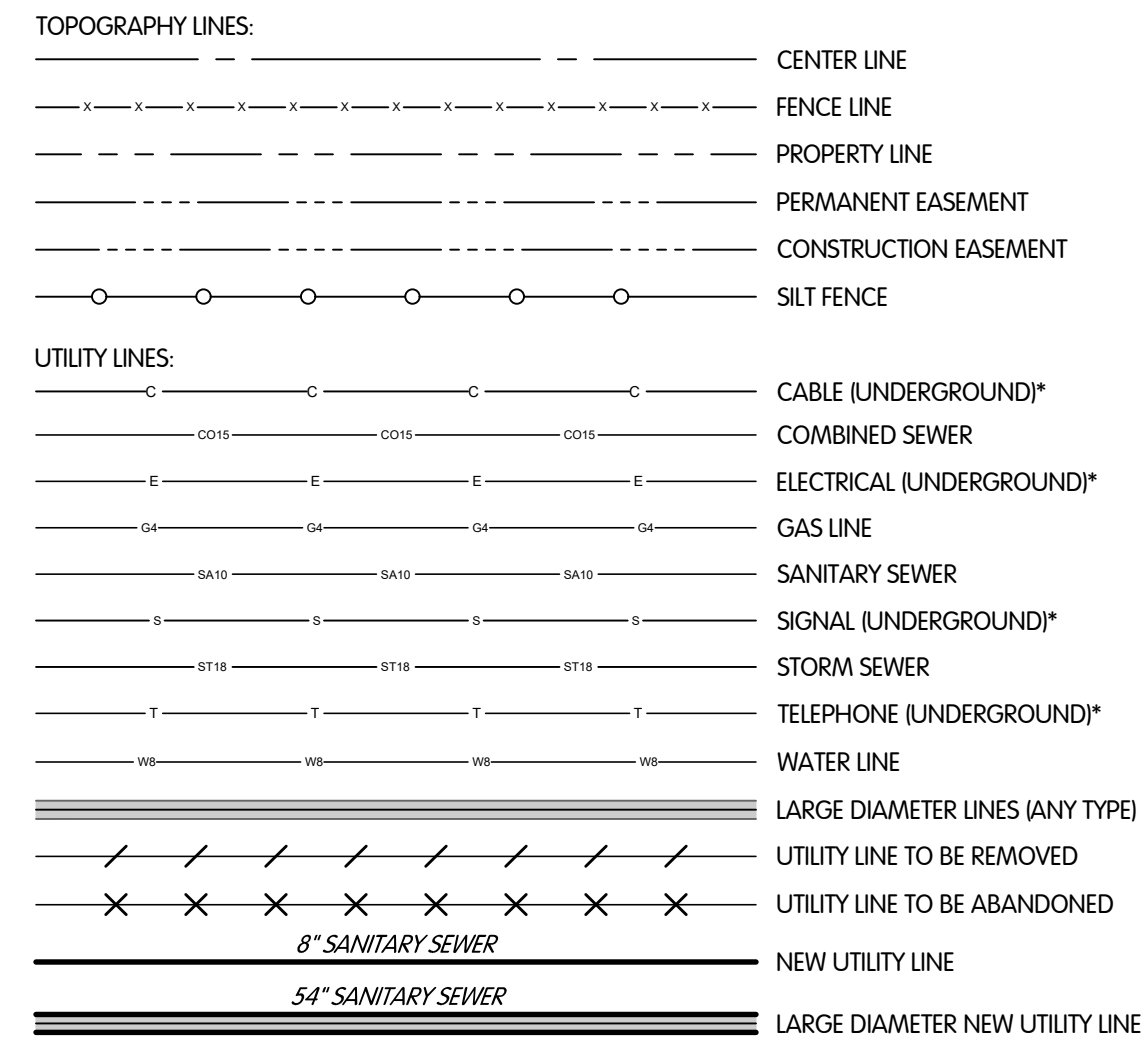 TOPOGRAPHY LINES:
CENTER LINE
X X X X X X X X X X X X X FENCE LINE
PROPERTY LINE
PERMANENT EASEMENT
CONSTRUCTION EASEMENT
SILT FENCE
UTILITY LINES:
C C C C CABLE (UNDERGROUND)*
CO15 CO15 CO15 COMBINED SEWER
E E E E ELECTRICAL (UNDERGROUND)*
G4 G4 G4 G4 GAS LINE
SA10 SA10 SA10 SANITARY SEWER
S S S S SIGNAL (UNDERGROUND)*
ST18 ST18 ST18 STORM SEWER
T T T T TELEPHONE (UNDERGROUND)*
W8 W8 W8 W8 WATER LINE
LARGE DIAMETER LINES (ANY TYPE)
UTILITY LINE TO BE REMOVED
UTILITY LINE TO BE ABANDONED
8" SANITARY SEWER
NEW UTILITY LINE
54" SANITARY SEWER
LARGE DIAMETER NEW UTILITY LINE